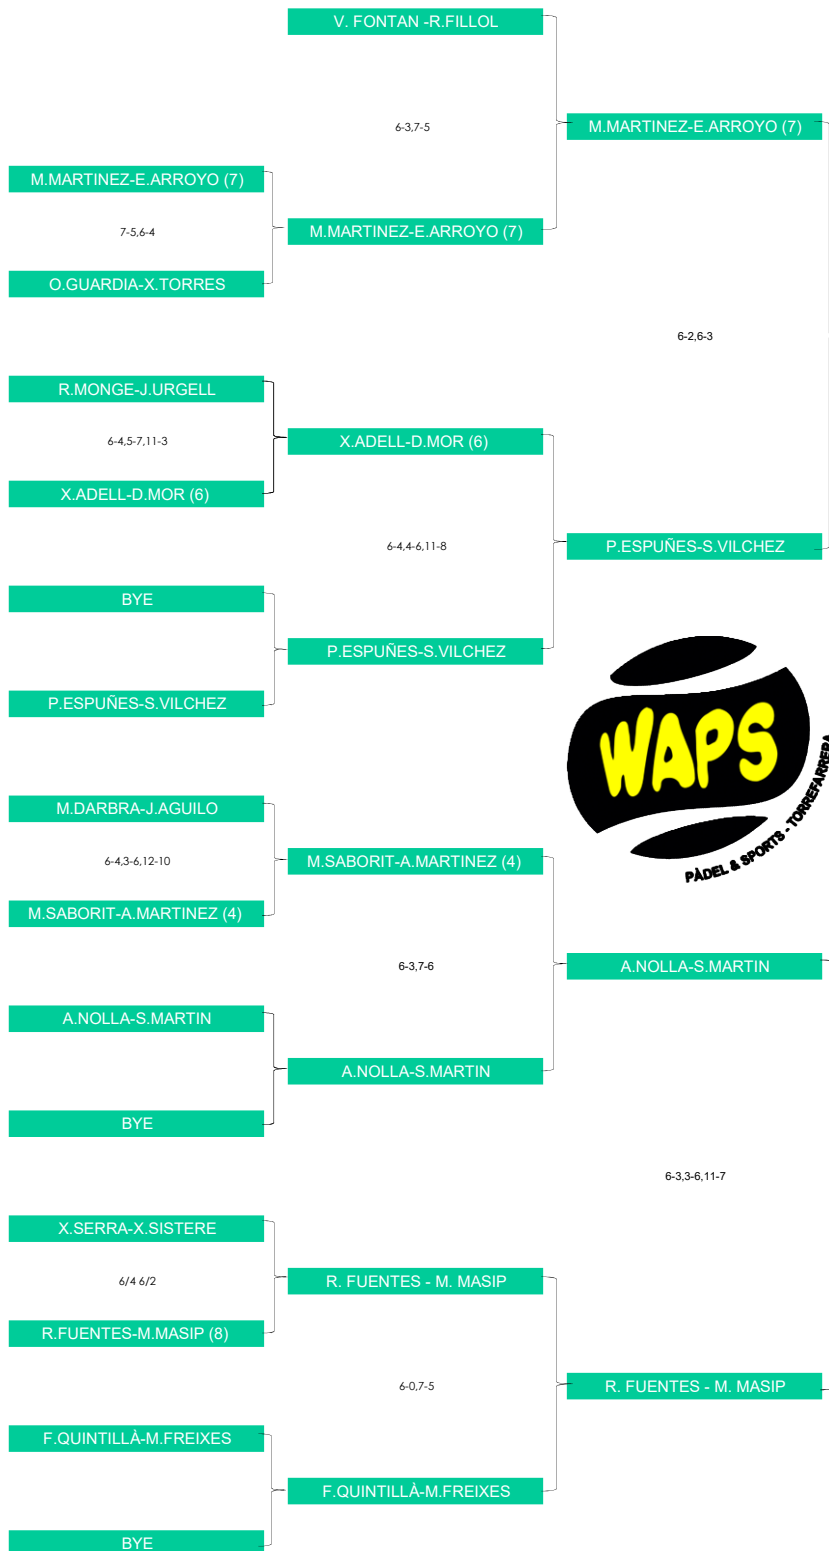 V. FONTAN -R.FILLOL
6-3,7-5
M.MARTINEZ-E.ARROYO (7)
M.MARTINEZ-E.ARROYO (7)
7-5,6-4
M.MARTINEZ-E.ARROYO (7)
O.GUARDIA-X.TORRES
6-2,6-3
R.MONGE-J.URGELL
6-4,5-7,11-3
X.ADELL-D.MOR (6)
X.ADELL-D.MOR (6)
6-4,4-6,11-8
P.ESPUÑES-S.VILCHEZ
BYE
P.ESPUÑES-S.VILCHEZ
P.ESPUÑES-S.VILCHEZ
WAPS
PÀDEL & SPORTS - TORREFARRERA
M.DARBRA-J.AGUILO
6-4,3-6,12-10
M.SABORIT-A.MARTINEZ (4)
M.SABORIT-A.MARTINEZ (4)
6-3,7-6
A.NOLLA-S.MARTIN
A.NOLLA-S.MARTIN
A.NOLLA-S.MARTIN
BYE
6-3,3-6,11-7
X.SERRA-X.SISTERE
6/4 6/2
R. FUENTES - M. MASIP
R.FUENTES-M.MASIP (8)
6-0,7-5
R. FUENTES - M. MASIP
F.QUINTILLÀ-M.FREIXES
F.QUINTILLÀ-M.FREIXES
BYE